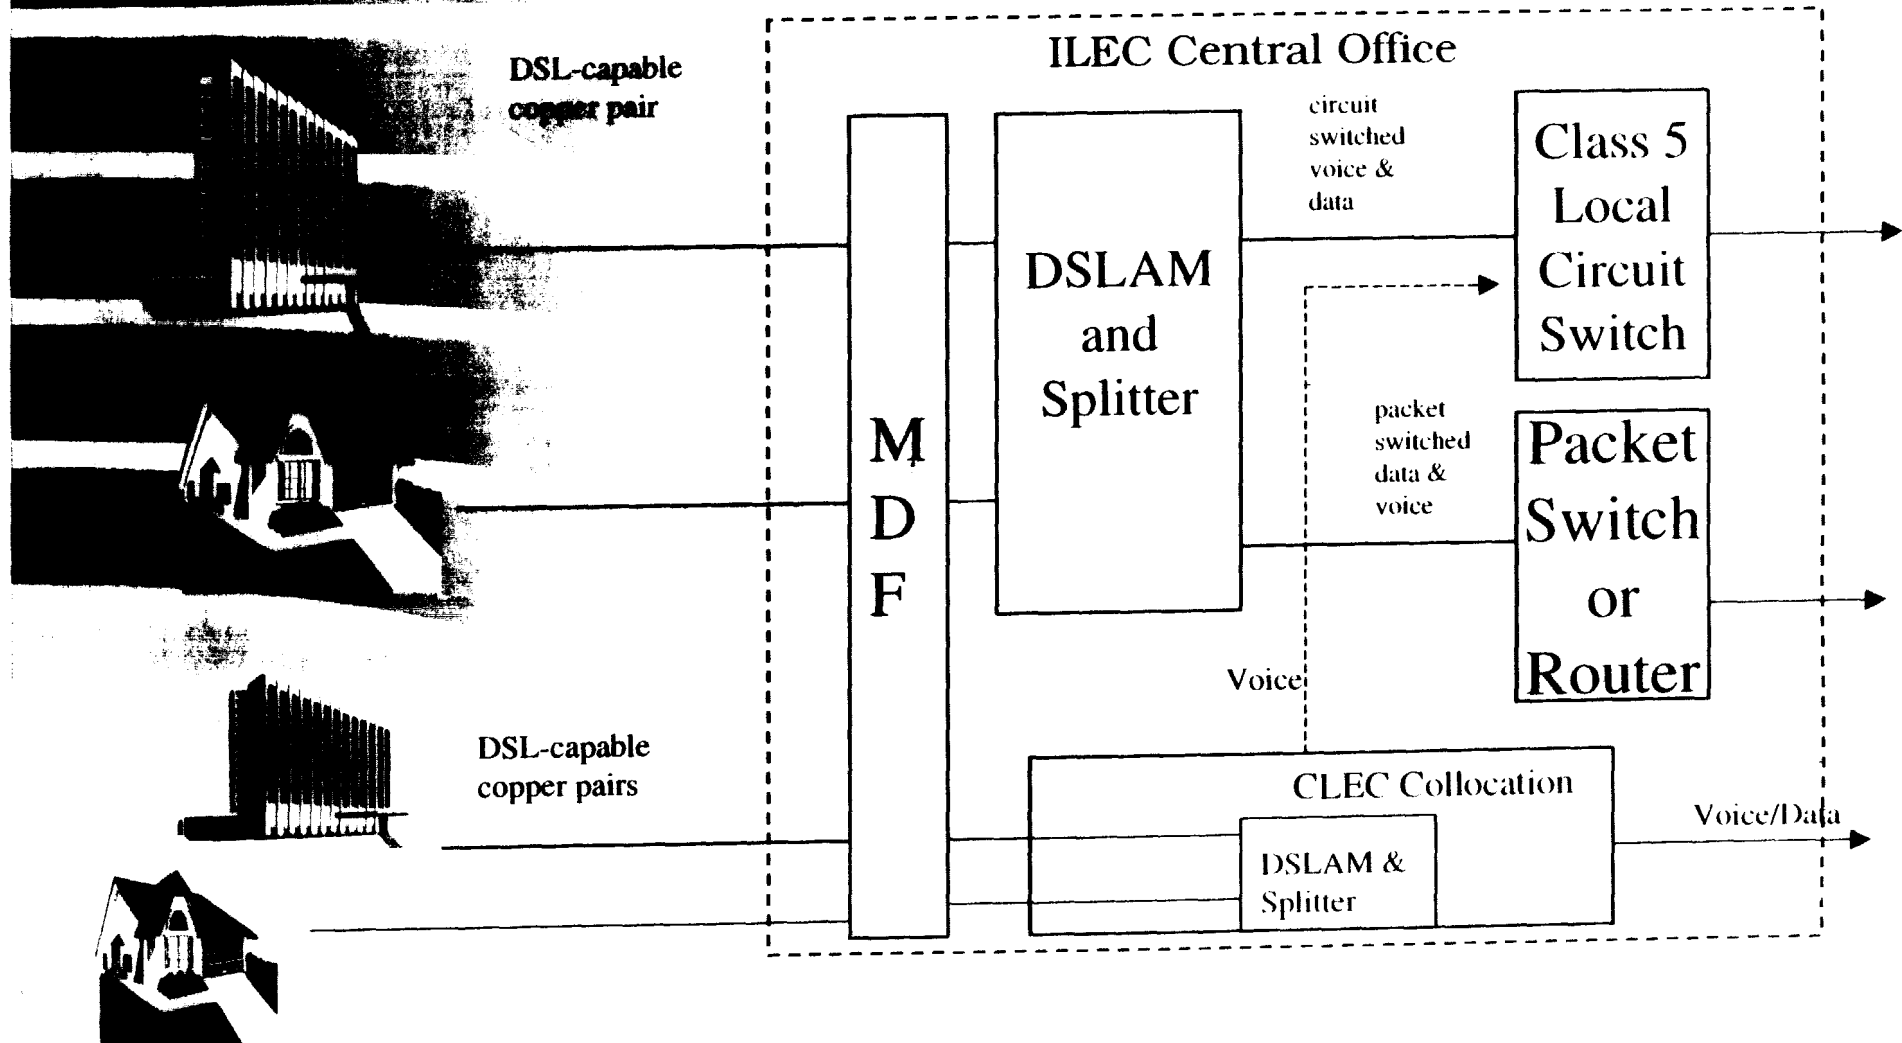 ILEC Central Office
DSL-capable
copper pair
circuit
switched
voice &
data
Class 5
Local
Circuit
Switch
DSLAM
and
Splitter
M
D
F
packet
switched
data &
voice
Packet
Switch
or
Router
Voice
DSL-capable
copper pairs
CLEC Collocation
DSLAM &
Splitter
Voice/Data